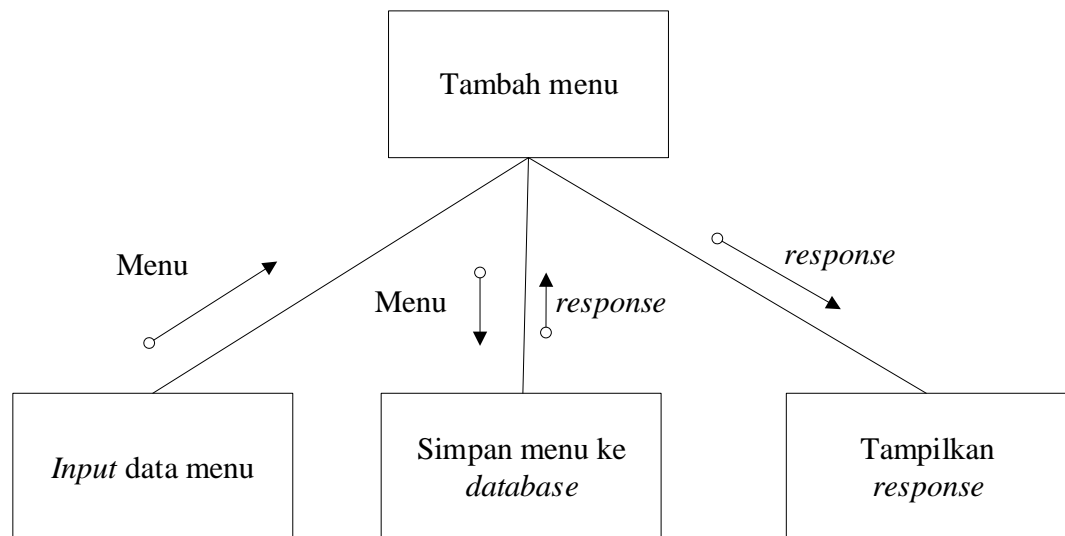 Tambah menu
Menu
Menu
response
response
Input data menu
Simpan menu ke
database
Tampilkan
response